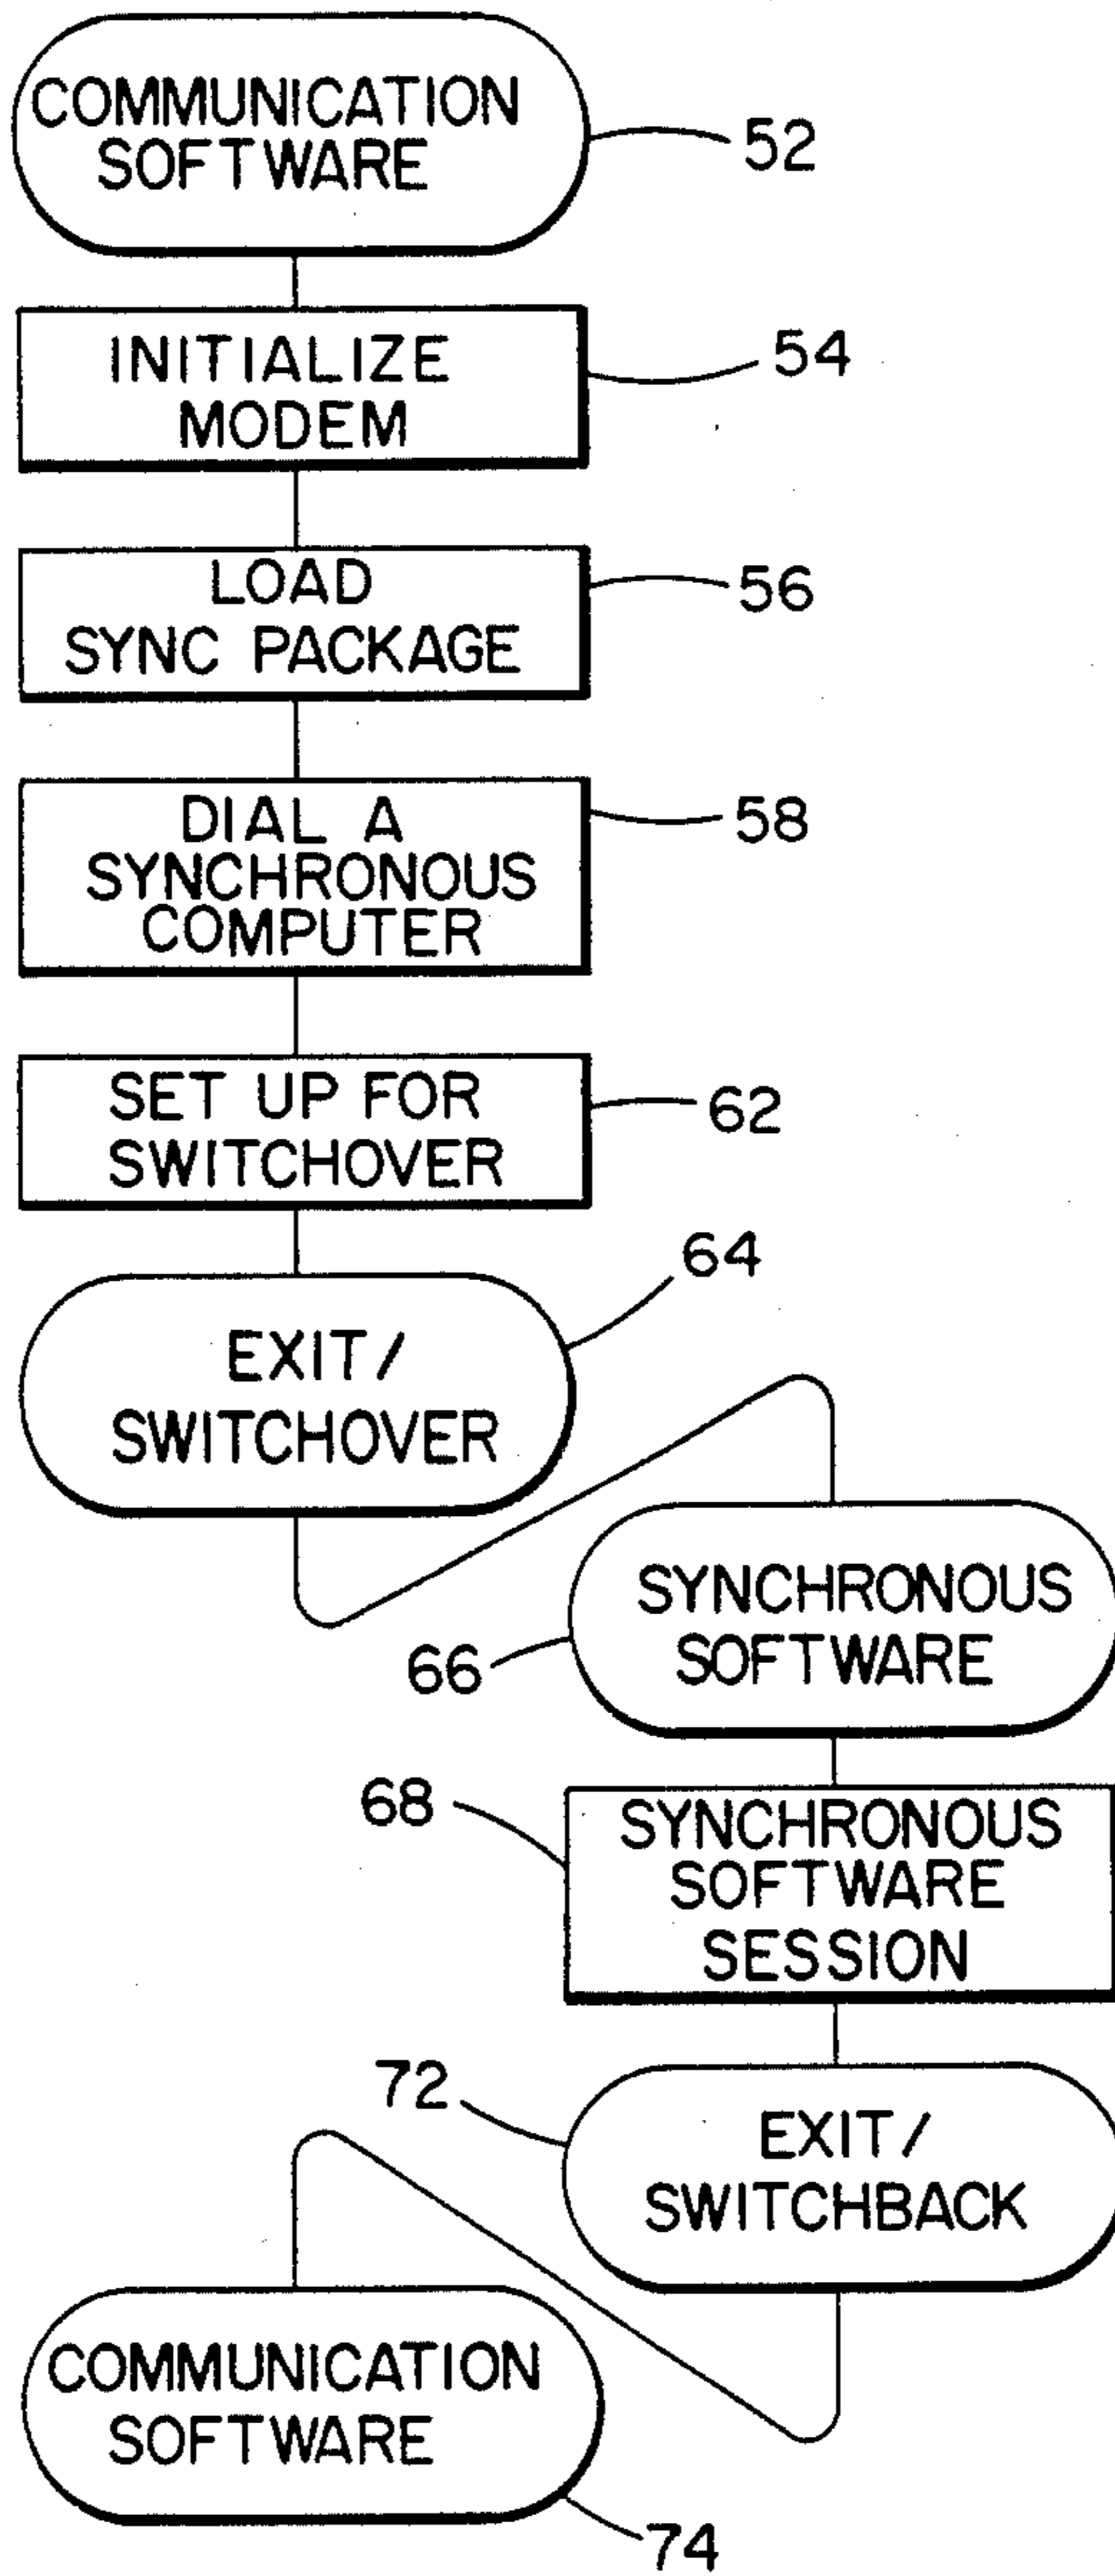 COMMUNICATION
SOFTWARE
52
INITIALIZE
MODEM
54
LOAD
SYNC PACKAGE
56
DIAL A
SYNCHRONOUS
COMPUTER
58
SET UP FOR
SWITCHOVER
62
EXIT/
SWITCHOVER
64
SYNCHRONOUS
SOFTWARE
66
SYNCHRONOUS
SOFTWARE
SESSION
68
EXIT/
SWITCHBACK
72
COMMUNICATION
SOFTWARE
74